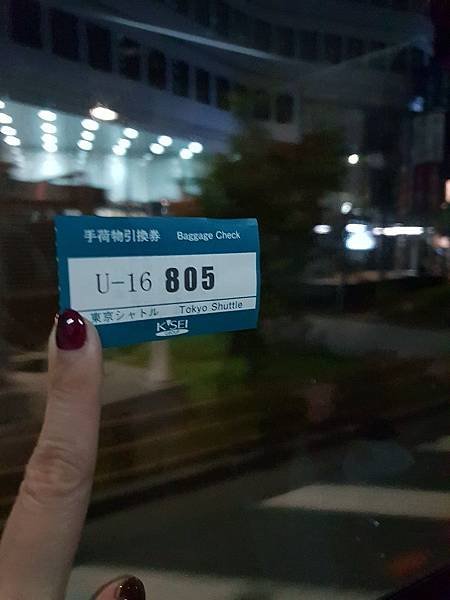 手荷物引換券 Baggage Check
U-16 805
東京シャトル Tokyo Shuttle
KEISEI
GROUP